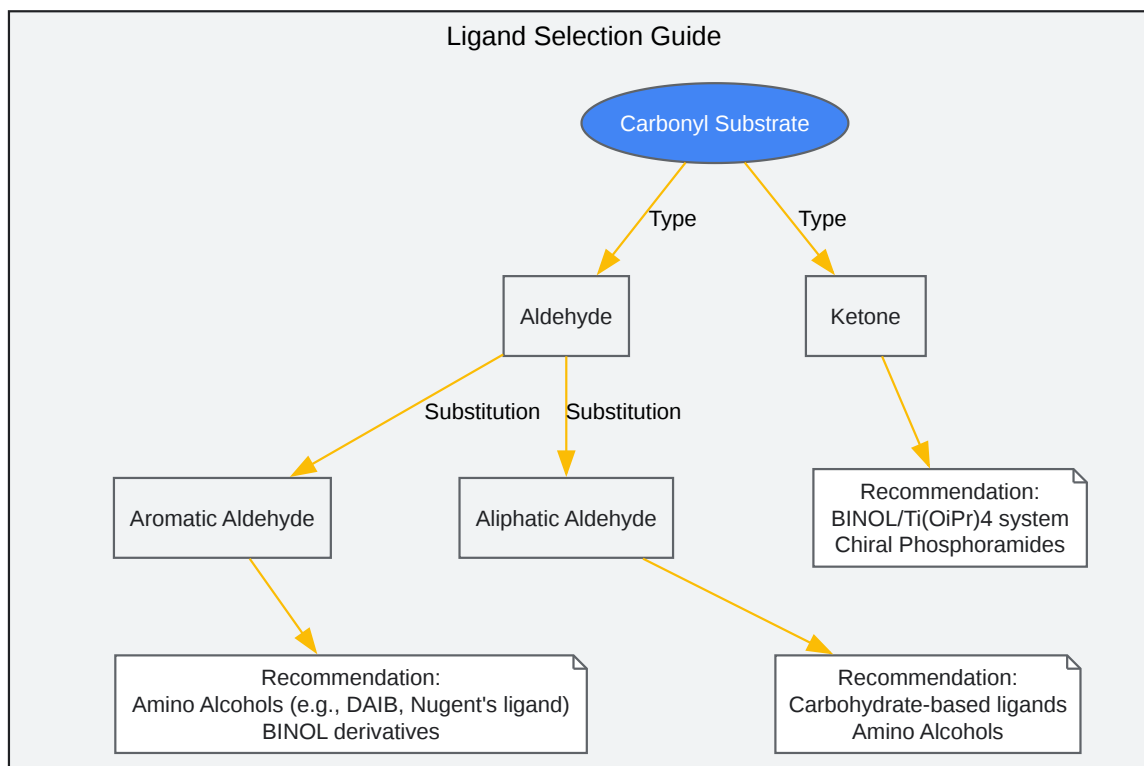 Ligand Selection Guide
Carbonyl Substrate
Type
Type
Aldehyde
Ketone
Substitution
Substitution
Aromatic Aldehyde
Aliphatic Aldehyde
Recommendation:
BINOL/Ti(OiPr)4 system
Chiral Phosphoramides
Recommendation:
Amino Alcohols (e.g., DAIB, Nugent's ligand)
BINOL derivatives
Recommendation:
Carbohydrate-based ligands
Amino Alcohols